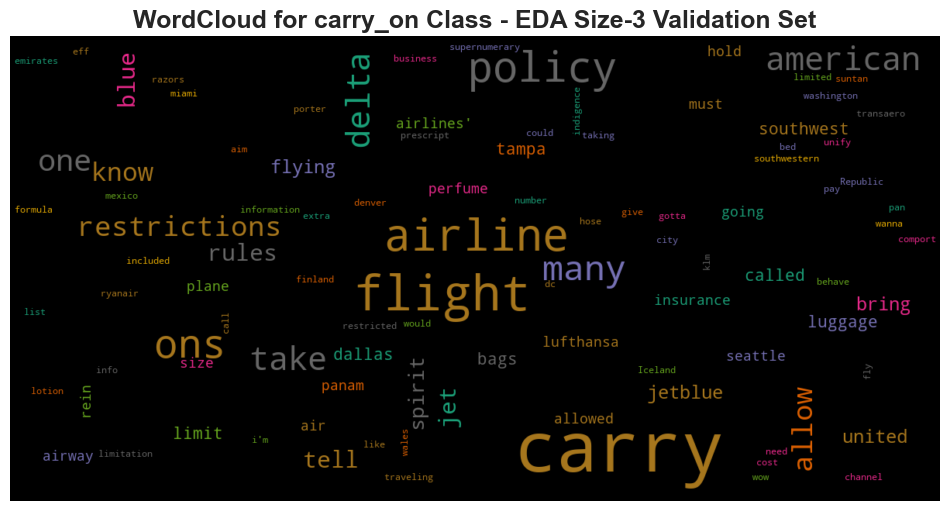 WordCloud for carry_on Class - EDA Size-3 Validation Set
emirates
eff
blue
razors
miami
delta
business
supernumerary
policy
hold
american
limited
suntan
washington
transaero
porter
airlines'
prescript
indigence
could
taking
must
southwest
unify
bed
southwestern
one
know
aim
flying
tampa
perfume
Republic
pay
mexico
formula
information
extra
denver
number
hose
give
gotta
going
pan
wanna
comport
restrictions
rules
airline
many
city
klm
called
behave
included
ryanair
plane
finland
flight
dc
insurance
bring
luggage
list
call
restricted
would
ons
size
take
dallas
lufthansa
bags
seattle
info
Iceland
fly
lotion
rein
panam
spirit
jet
jetblue
allow
limit
i'm
air
like
wales
allowed
carry
united
airway
limitation
tell
traveling
need
cost
wow
channel